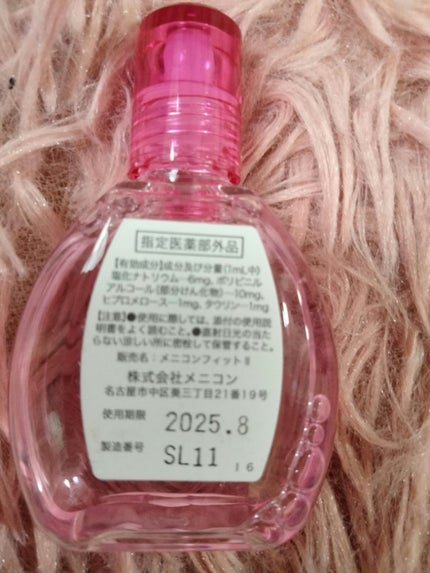 指定医薬部外品
【有効成分】成分及び分量(1mL中)
塩化ナトリウム…6mg、ポリビニル
アルコール(部分けん化物)…10mg、
ヒプロメロース…1mg、タウリン…1mg
【注意】●使用に際しては、添付の使用説
明書をよく読むこと。●直射日光の当た
らない涼しい所に密栓して保管すること。
販売名：メニコンフィットⅡ
株式会社メニコン
名古屋市中区葵三丁目21番19号
使用期限 2025.8
製造番号 SL11 16